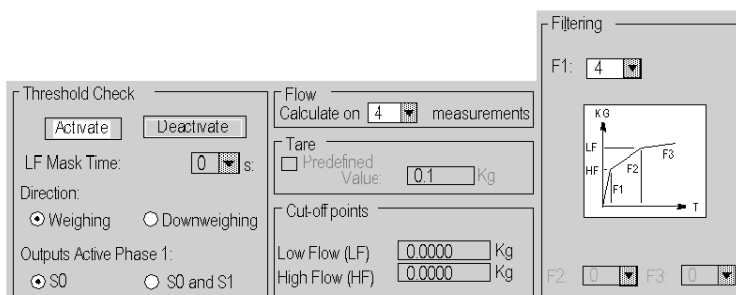 Threshold Check
Activate Deactivate
LF Mask Time: 0 s:
Direction:
Weighing Downweighing
Outputs Active Phase 1:
S0 S0 and S1
Flow
Calculate on 4 measurements
Tare
Predefined
Value: 0.1 Kg
Cut-off points
Low Flow (LF) 0.0000 Kg
High Flow (HF) 0.0000 Kg
Filtering
F1: 4
KG
LF
HF
F1
F2
F3
T
F2: 0 F3: 0